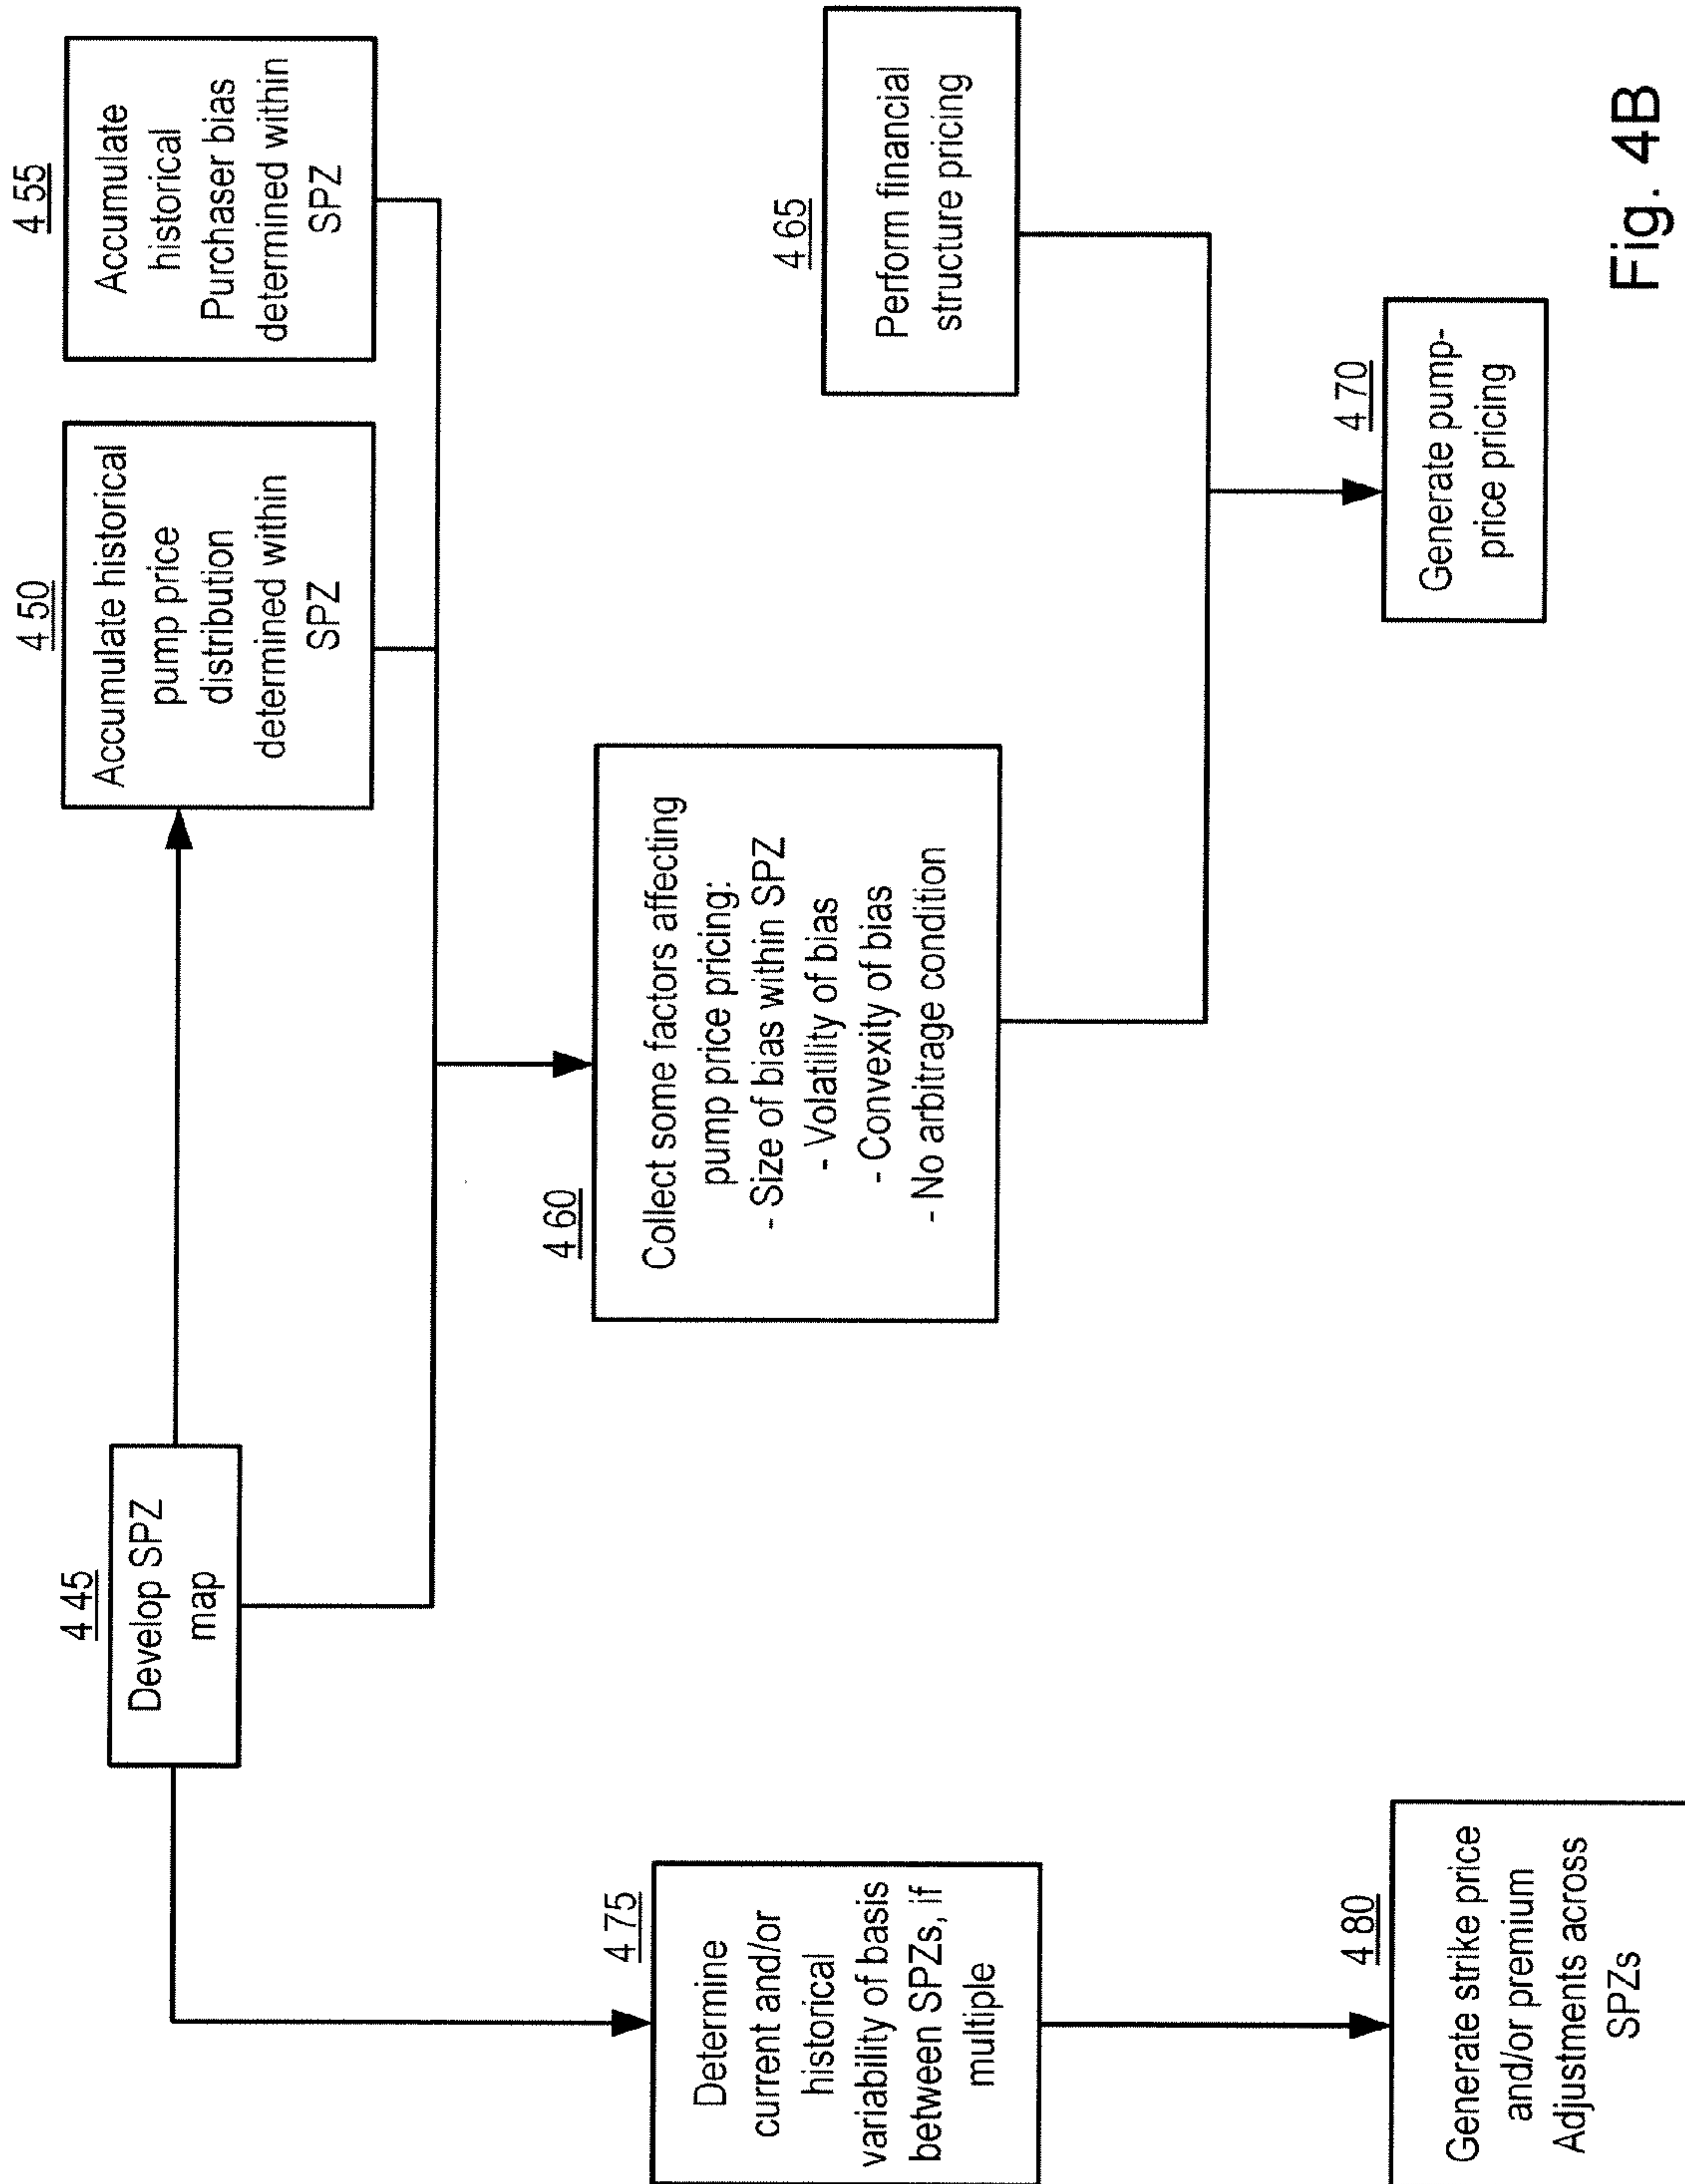 4 45
Develop SPZ
map
4 50
Accumulate historical
pump price
distribution
determined within
SPZ
4 55
Accumulate
historical
Purchaser bias
determined within
SPZ
4 60
Collect some factors affecting
pump price pricing:
- Size of bias within SPZ
- Volatility of bias
- Convexity of bias
- No arbitrage condition
4 65
Perform financial
structure pricing
4 75
Determine
current and/or
historical
variability of basis
between SPZs, if
multiple
4 70
Generate pump-
price pricing
4 80
Generate strike price
and/or premium
Adjustments across
SPZs
Fig. 4B